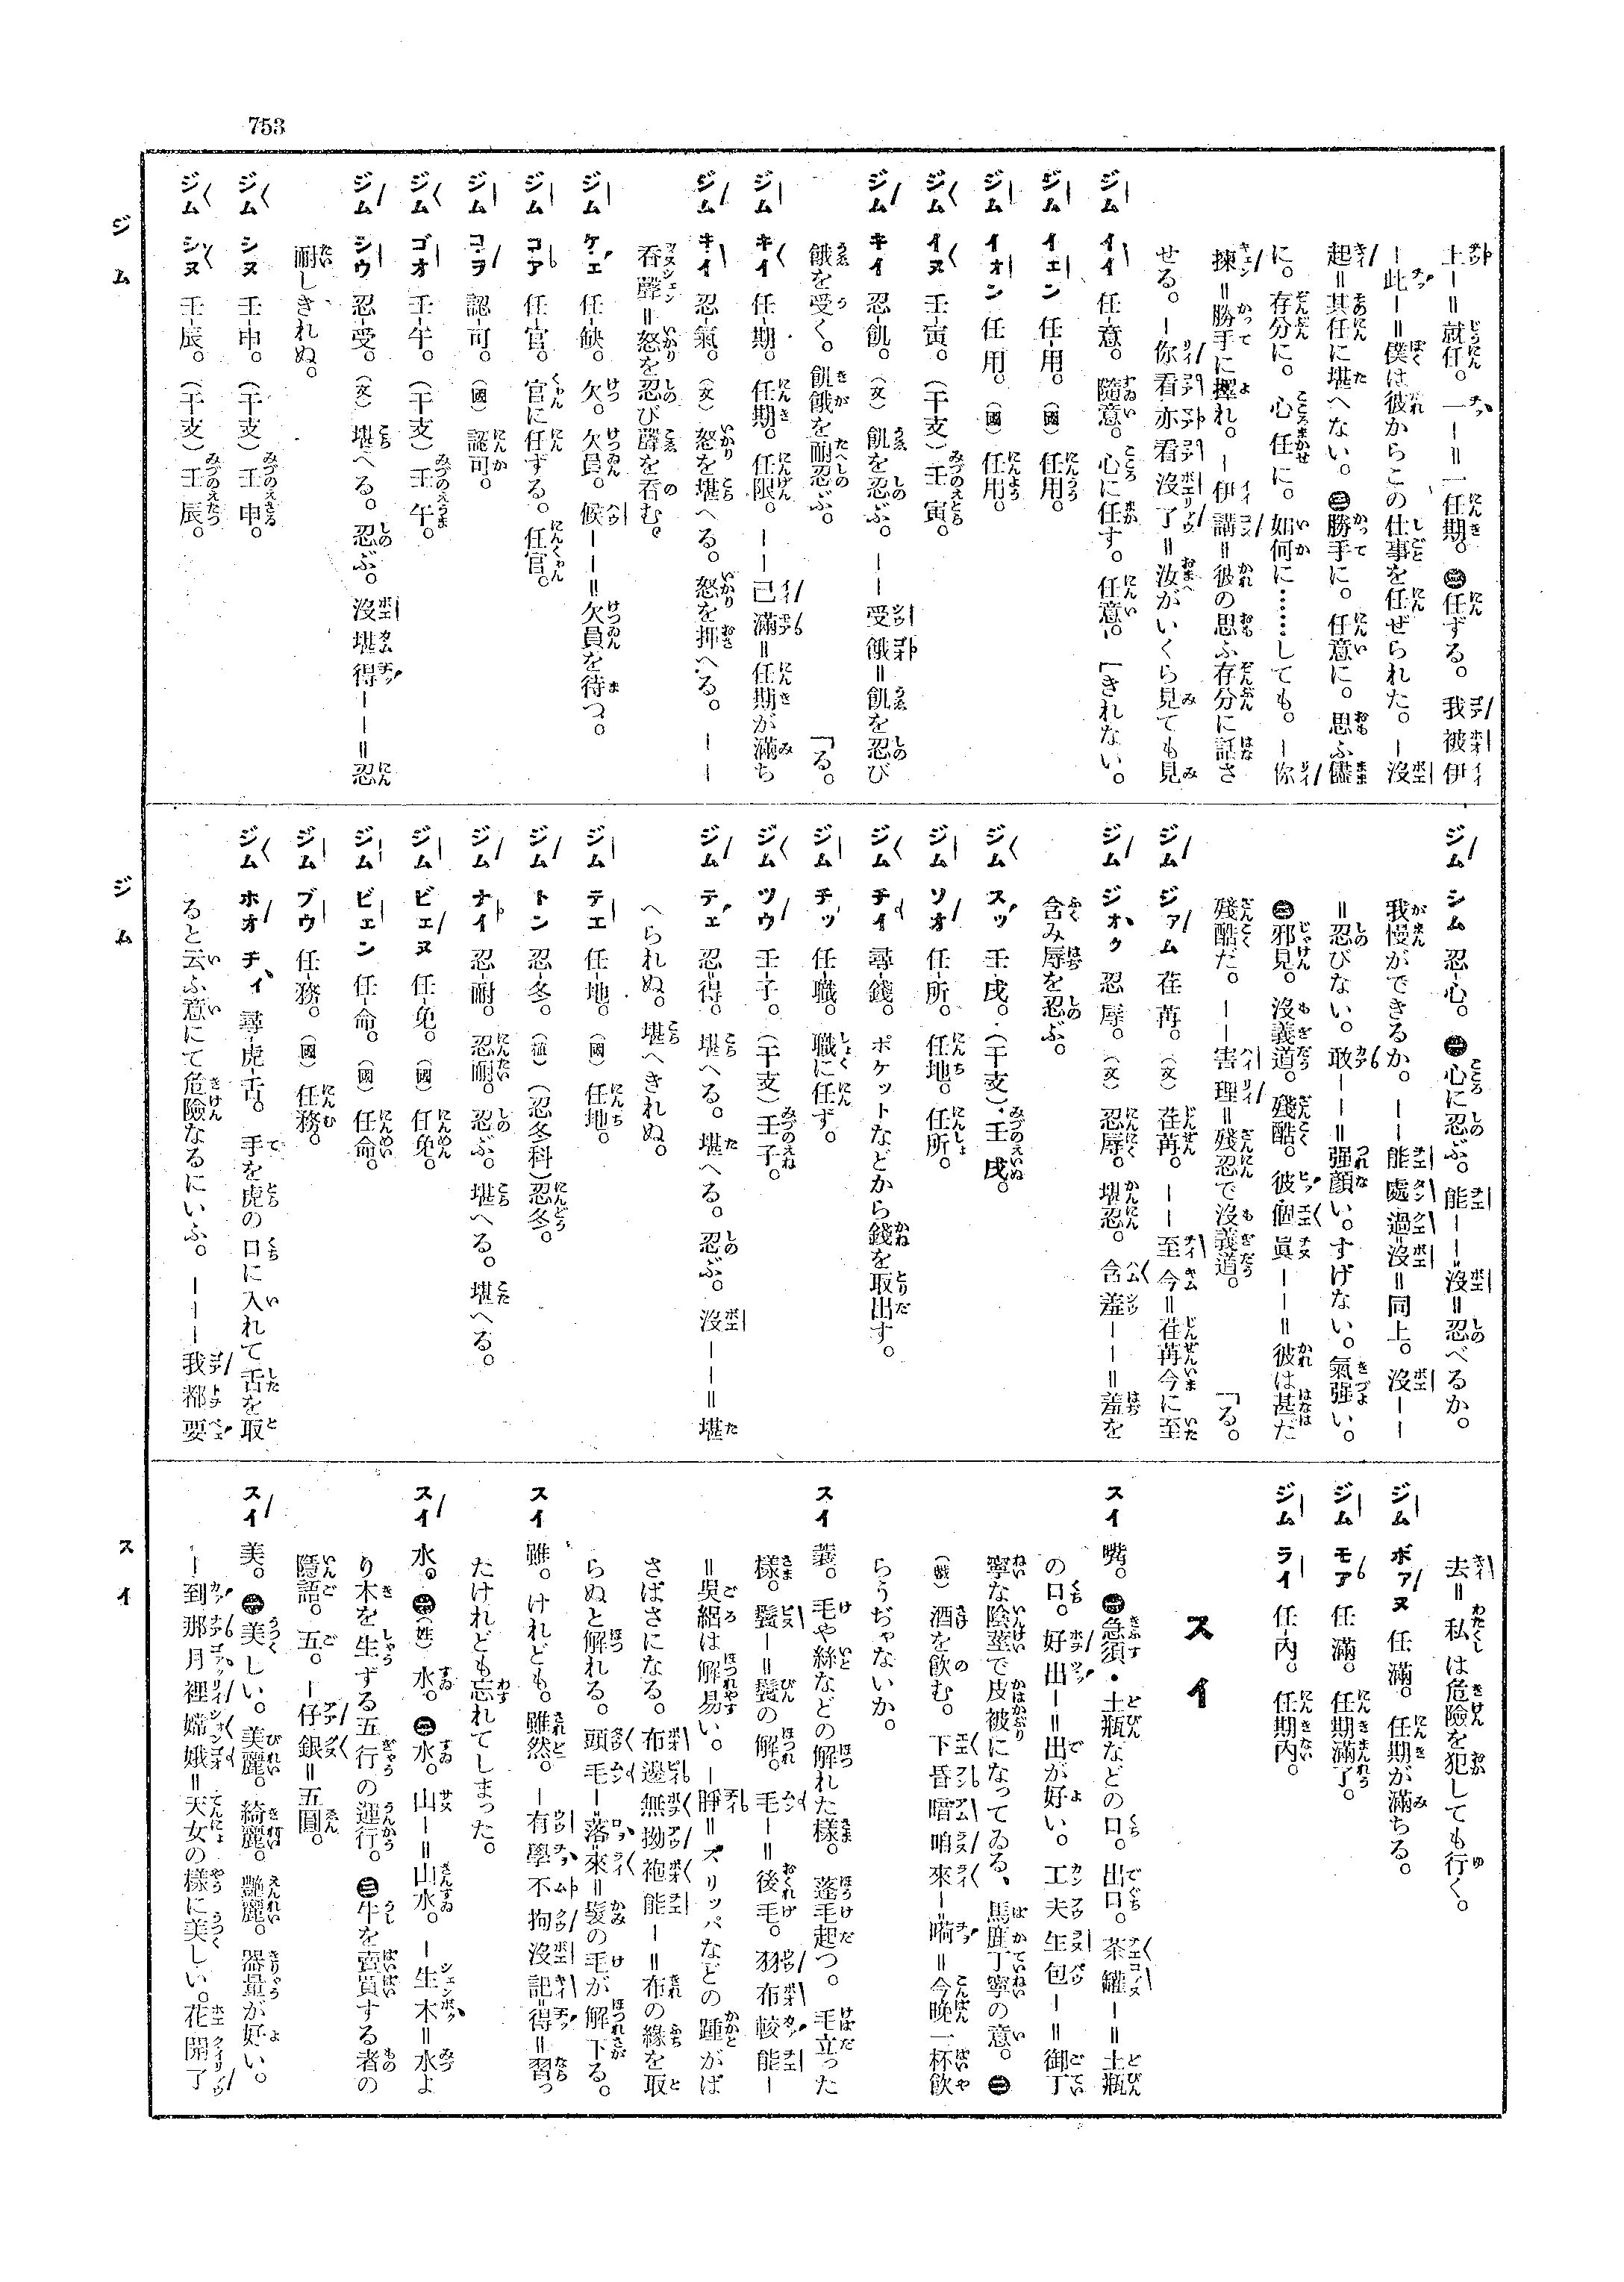 753
上ー＝就任。一ー＝一任期。㊂任ずる。我被伊
ー此ー＝僕は彼からこの仕事を任ぜられた。ー沒
起＝其任に堪へない。㊂勝手に。任意に。思ふ儘
に。存分に。心任に。如何に……しても。ー你
揀＝勝手に擇れ。ー伊講＝彼の思ふ存分に話さ
せる。ー你看亦看沒了＝汝がいくら見ても見
ジム イイ 任-意。隨意。心に任す。任意。「きれない。
ジム イェン 任-用。(國)任用。
ジム イォン 任用。(國)任用。
ジム イヌ 壬-寅。(干支)壬寅。
ジム キイ 忍-飢。(文)飢を忍ぶ。ーー受餓＝飢を忍び
餓を受く。飢餓を耐忍ぶ。「る。
ジム キイ 任-期。任期。任限。ーー已滿＝任期が滿ち
ジム キイ 忍-氣。(文)怒を堪へる。怒を抑へる。ーー
吞聲＝怒を忍び聲を吞む。
ジム ケェ 任-缺。欠。欠員。候ーー＝欠員を待つ。
ジム コァ 任-官。官に任ずる。任官。
ジム コヲ 認-可。(國)認可。
ジム ゴオ 壬-午。(干支)壬午。
ジム シウ 忍-受。(文)堪へる。忍ぶ。沒堪得ーー＝忍
耐しきれぬ。
ジム シヌ 壬-申。(干支)壬申。
ジム シヌ 壬-辰。(干支)壬辰。
ジム シム 忍-心。㊀心に忍ぶ。能ーー沒＝忍べるか。
我慢ができるか。ーー能處過沒＝同上。沒ーー
＝忍びない。敢ーー＝强顏い。すげない。氣强い。
㊁邪見。沒義道。殘酷。彼個眞ーー＝彼は甚だ
殘酷だ。ーー害理＝殘忍で沒義道。「る。
ジム ジァム 荏苒。(文)荏苒。ーー至今＝荏苒今に至
ジム ジォク 忍辱。(文)忍辱。堪忍。含羞ーー＝羞を
含み辱を忍ぶ。
ジム スッ 壬-戌。(干支)壬戌。
ジム ソオ 任-所。任地。任所。
ジム チイ 尋-錢。ポケットなどから錢を取出す。
ジム チッ 任-職。職に任ず。
ジム ツウ 壬-子。(干支)壬子。
ジム テェ 忍-得。堪へる。堪へる。忍ぶ。沒ーー＝堪
へられぬ。堪へきれぬ。
ジム テエ 任-地。(國)任地。
ジム トン 忍-冬。(植)(忍冬科)忍冬。
ジム ナイ 忍-耐。忍耐。忍ぶ。堪へる。堪へる。
ジム ビェヌ 任-免。(國)任免。
ジム ビェン 任-命。(國)任命。
ジム ブウ 任-務。(國)任務。
ジム ホオ チィ 尋-虎-舌。手を虎の口に入れて舌を取
ると云ふ意にて危險なるにいふ。ーーー我都要
去＝私は危險を犯しても行く。
ジム ボァヌ 任滿。任期が滿ちる。
ジム モァ 任滿。任期滿了。
ジム ライ 任-內。任期內。
スイ
スイ 嘴。㊀急須・土瓶などの口。出口。茶罐ー＝土瓶
の口。好出ー＝出が好い。工夫生包ー＝御丁
寧な陰莖で皮被になってゐる、馬鹿丁寧の意。㊁
(戲)酒を飮む。下昏暗咱來ー嗬＝今晚一杯飮
らうぢゃないか。
スイ 蓑。毛や絲などの解れた樣。蓬毛起つ。毛立った
樣。鬢ー＝鬢の解。毛ー＝後毛。羽布較能ー
＝吳絽は解易い。ー睜＝スリッパなどの踵がば
さばさになる。布邊無拗袍能ー＝布の緣を取
らぬと解れる。頭毛ー落來＝髮の毛が解下る。
スイ 雖。けれども。雖然。ー有學不拘沒記得＝習っ
たけれども忘れてしまった。
スイ 水。㊀(姓)水。㊁水。山ー＝山水。ー生木＝水よ
り木を生ずる五行の運行。㊂牛を賣買する者の
隱語。五。ー仔銀＝五圓。
スイ 美。㊀美しい。美麗。綺麗。艷麗。器量が好い。
ー到那月裡嫦娥＝天女の樣に美しい。花開了
ジム
ジム
スイ